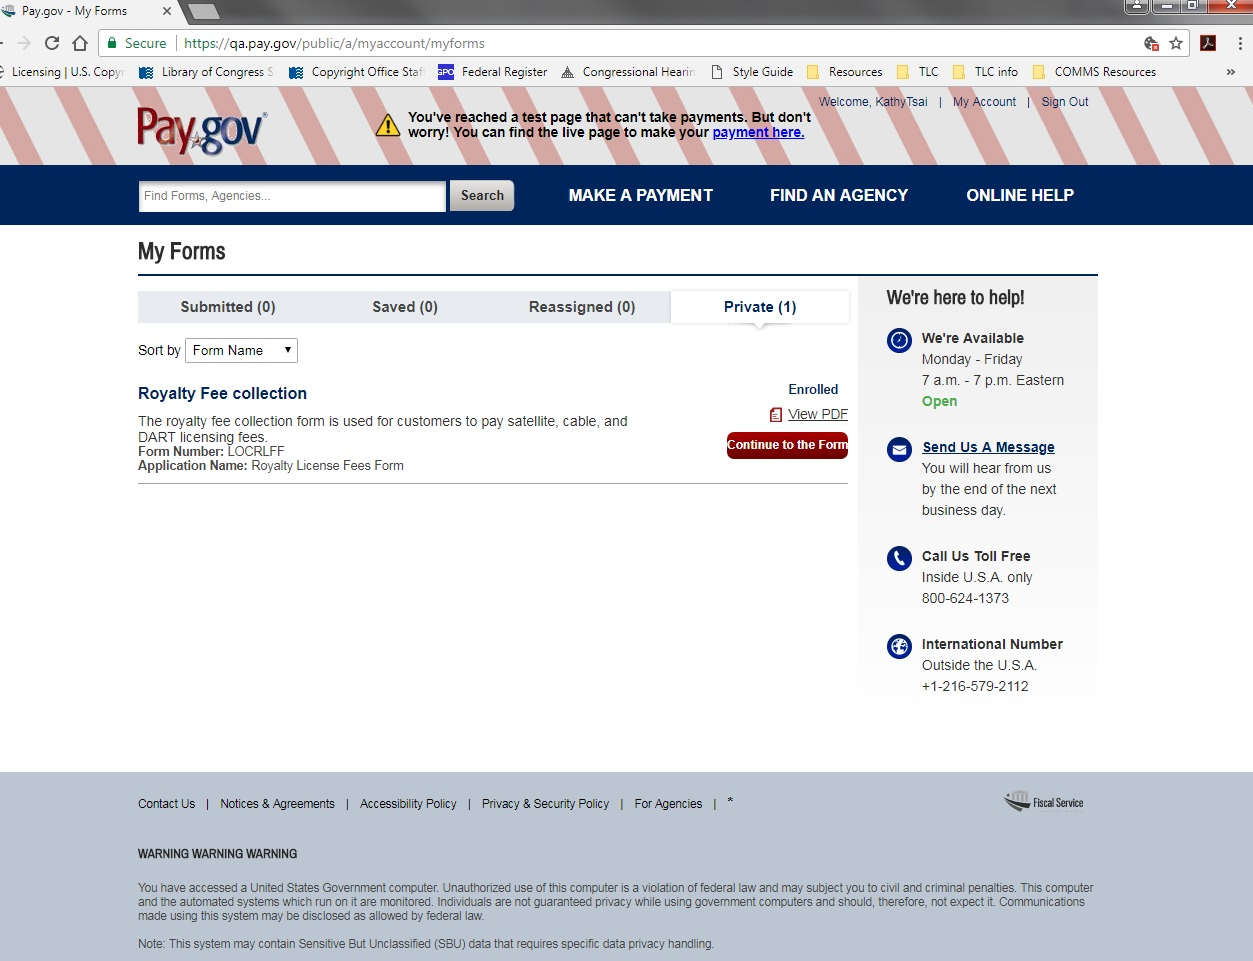 Pay.gov - My Forms
Secure | https://qa.pay.gov/public/a/myaccount/myforms
Licensing | U.S. Copyr Library of Congress S Copyright Office Staf GPO Federal Register Congressional Hearin Style Guide Resources TLC TLC info COMMS Resources »
Welcome, KathyTsai | My Account | Sign Out
Pay.gov®
You've reached a test page that can't take payments. But don't
worry! You can find the live page to make your payment here.
Find Forms, Agencies...
Search
MAKE A PAYMENT
FIND AN AGENCY
ONLINE HELP
My Forms
Submitted (0)
Saved (0)
Reassigned (0)
Private (1)
Sort by Form Name
Royalty Fee collection
The royalty fee collection form is used for customers to pay satellite, cable, and
DART licensing fees.
Form Number: LOCRLFF
Application Name: Royalty License Fees Form
Enrolled
View PDF
Continue to the Form
We're here to help!
We're Available
Monday - Friday
7 a.m. - 7 p.m. Eastern
Open
Send Us A Message
You will hear from us
by the end of the next
business day.
Call Us Toll Free
Inside U.S.A. only
800-624-1373
International Number
Outside the U.S.A.
+1-216-579-2112
Contact Us | Notices & Agreements | Accessibility Policy | Privacy & Security Policy | For Agencies | *
Fiscal Service
WARNING WARNING WARNING
You have accessed a United States Government computer. Unauthorized use of this computer is a violation of federal law and may subject you to civil and criminal penalties. This computer
and the automated systems which run on it are monitored. Individuals are not guaranteed privacy while using government computers and should, therefore, not expect it. Communications
made using this system may be disclosed as allowed by federal law.
Note: This system may contain Sensitive But Unclassified (SBU) data that requires specific data privacy handling.